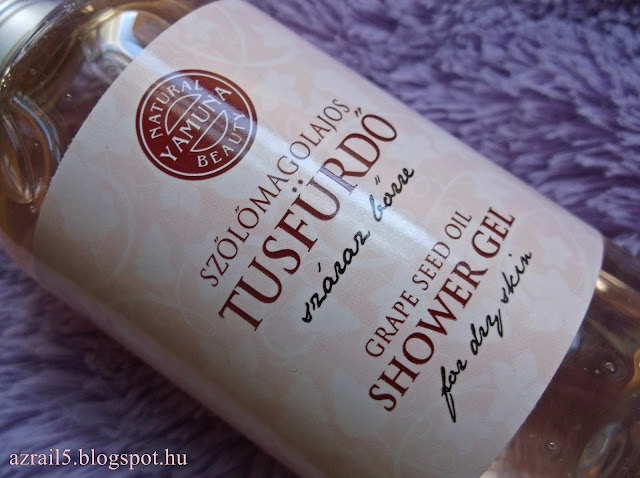 NATURAL
YAMUNA
BEAUTY
SZŐLŐMAGOLAJOS
TUSFÜRDŐ
száraz bőrre
GRAPE SEED OIL
SHOWER GEL
for dry skin
azrail5.blogspot.hu